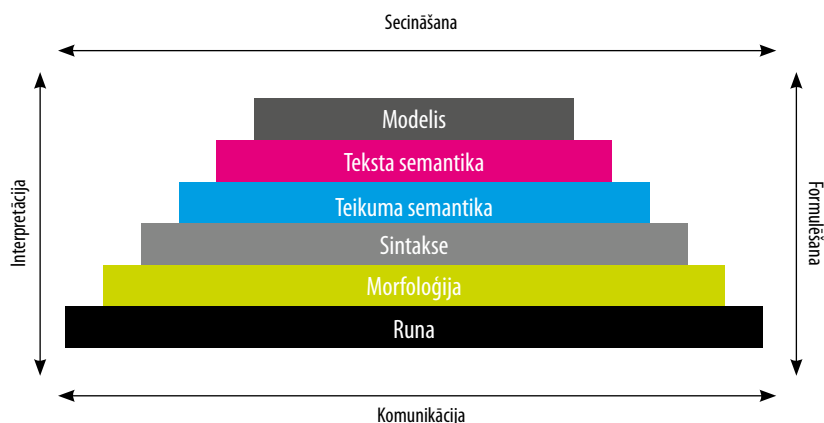 Secināšana
Interpretācija
Modelis
Teksta semantika
Teikuma semantika
Sintakse
Morfoloģija
Runa
Formulēšana
Komunikācija